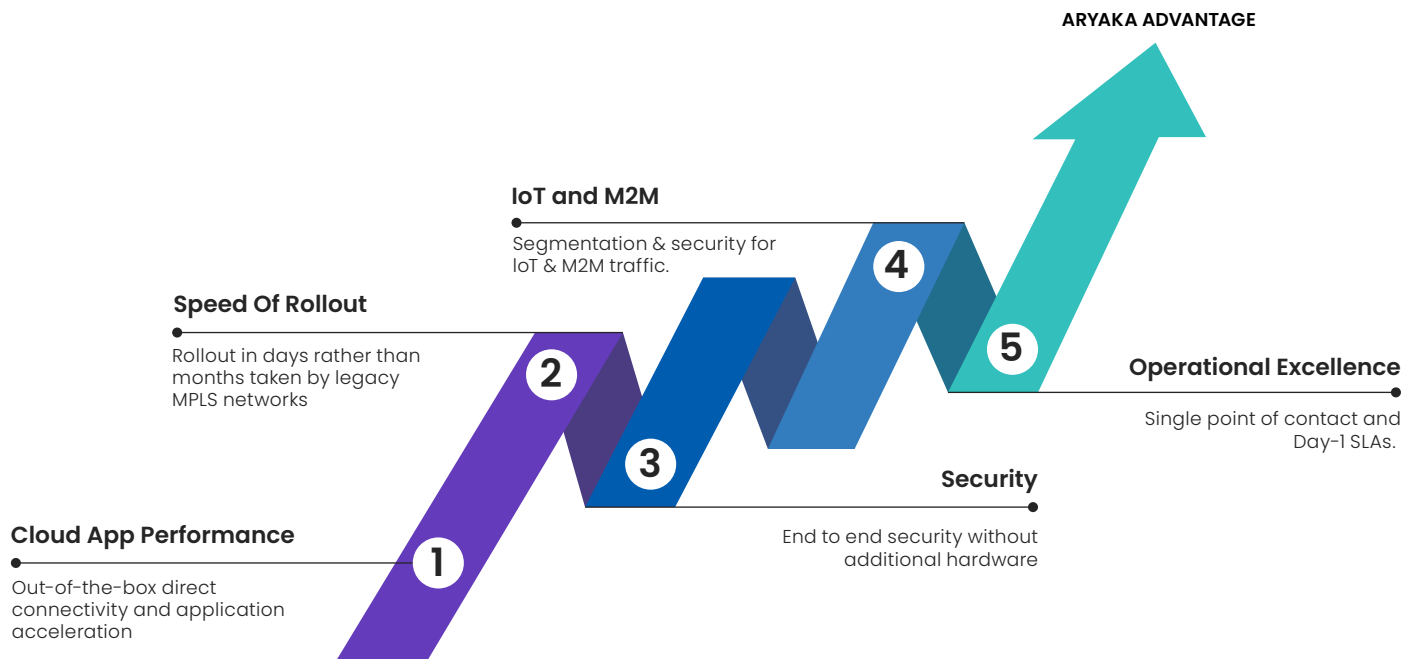 ARYAKA ADVANTAGE
IoT and M2M
Segmentation & security for
IoT & M2M traffic.
4
Speed Of Rollout
Rollout in days rather than
months taken by legacy
MPLS networks
2
5
Operational Excellence
Single point of contact and
Day-1 SLAs.
3
Security
End to end security without
additional hardware
Cloud App Performance
1
Out-of-the-box direct
connectivity and application
acceleration